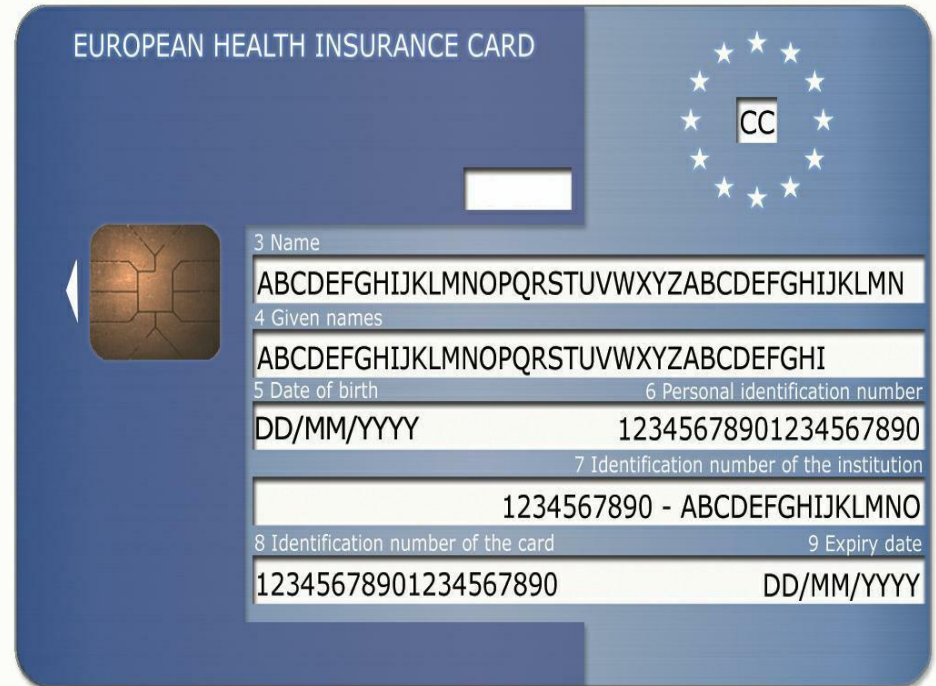 EUROPEAN HEALTH INSURANCE CARD
CC
3 Name
ABCDEFGHIJKLMNOPQRSTUVWXYZABCDEFGHIJKLMN
4 Given names
ABCDEFGHIJKLMNOPQRSTUVWXYZABCDEFGHI
5 Date of birth 6 Personal identification number
DD/MM/YYYY 12345678901234567890
7 Identification number of the institution
1234567890 - ABCDEFGHIJKLMNO
8 Identification number of the card 9 Expiry date
12345678901234567890 DD/MM/YYYY